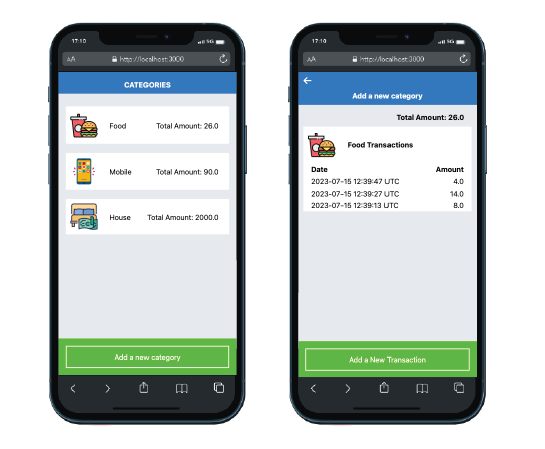 17:10
5G
AA
http://localhost:3000
CATEGORIES
Food Total Amount: 26.0
Mobile Total Amount: 90.0
House Total Amount: 2000.0
Add a new category
17:10
5G
AA
http://localhost:3000
Add a new category
Total Amount: 26.0
Food Transactions
Date Amount
2023-07-15 12:39:47 UTC 4.0
2023-07-15 12:39:27 UTC 14.0
2023-07-15 12:39:13 UTC 8.0
Add a New Transaction